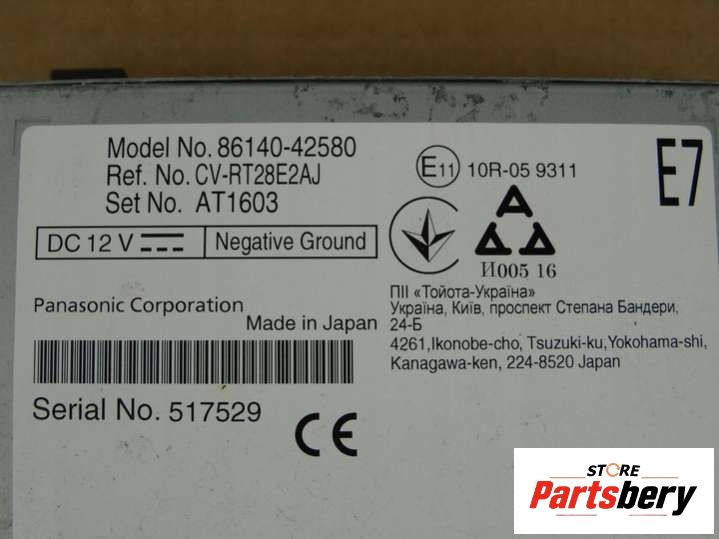 Model No. 86140-42580
Ref. No. CV-RT28E2AJ
Set No. AT1603
DC 12 V
Negative Ground
E11 10R-05 9311
E7
И005 16
Panasonic Corporation
Made in Japan
ПІІ «Тойота-Україна»
Україна, Київ, проспект Степана Бандери,
24-Б
4261,Ikonobe-cho, Tsuzuki-ku,Yokohama-shi,
Kanagawa-ken, 224-8520 Japan
Serial No. 517529
CE
STORE
Partsbery